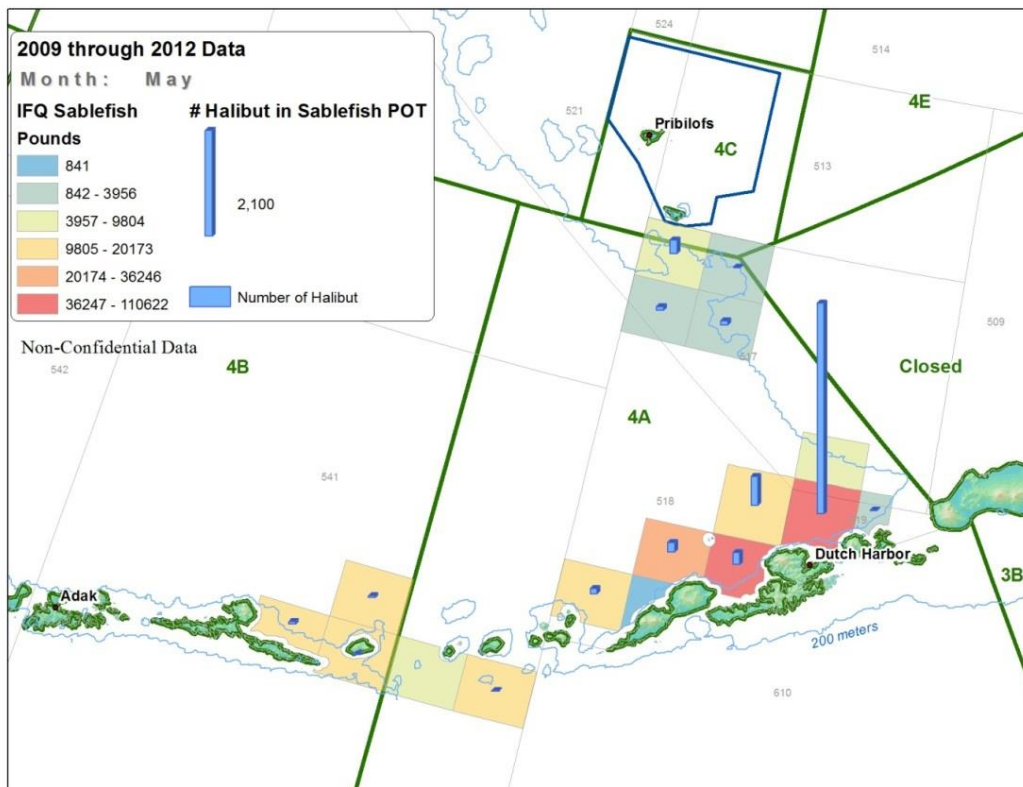 2009 through 2012 Data
Month: May
IFQ Sablefish
Pounds
841
842 - 3956
3957 - 9804
9805 - 20173
20174 - 36246
36247 - 110622
# Halibut in Sablefish POT
2,100
Number of Halibut
Non-Confidential Data
524
514
4E
521
Pribilofs
4C
513
509
Closed
517
542
4B
4A
541
518
519
Dutch Harbor
3B
Adak
200 meters
610